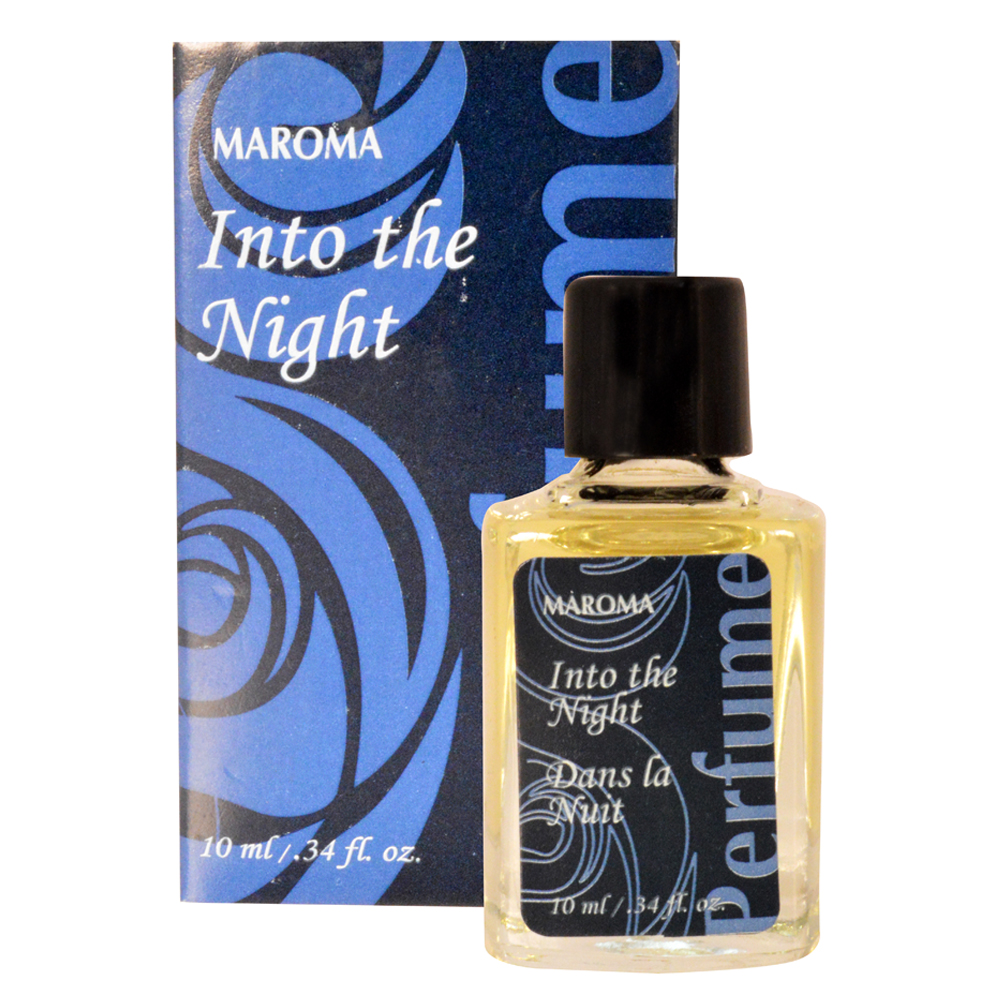 MAROMA
Into the
Night
10 ml / .34 fl. oz.
MAROMA
Into the
Night
Dans la
Nuit
10 ml / .34 fl. oz.
Perfume